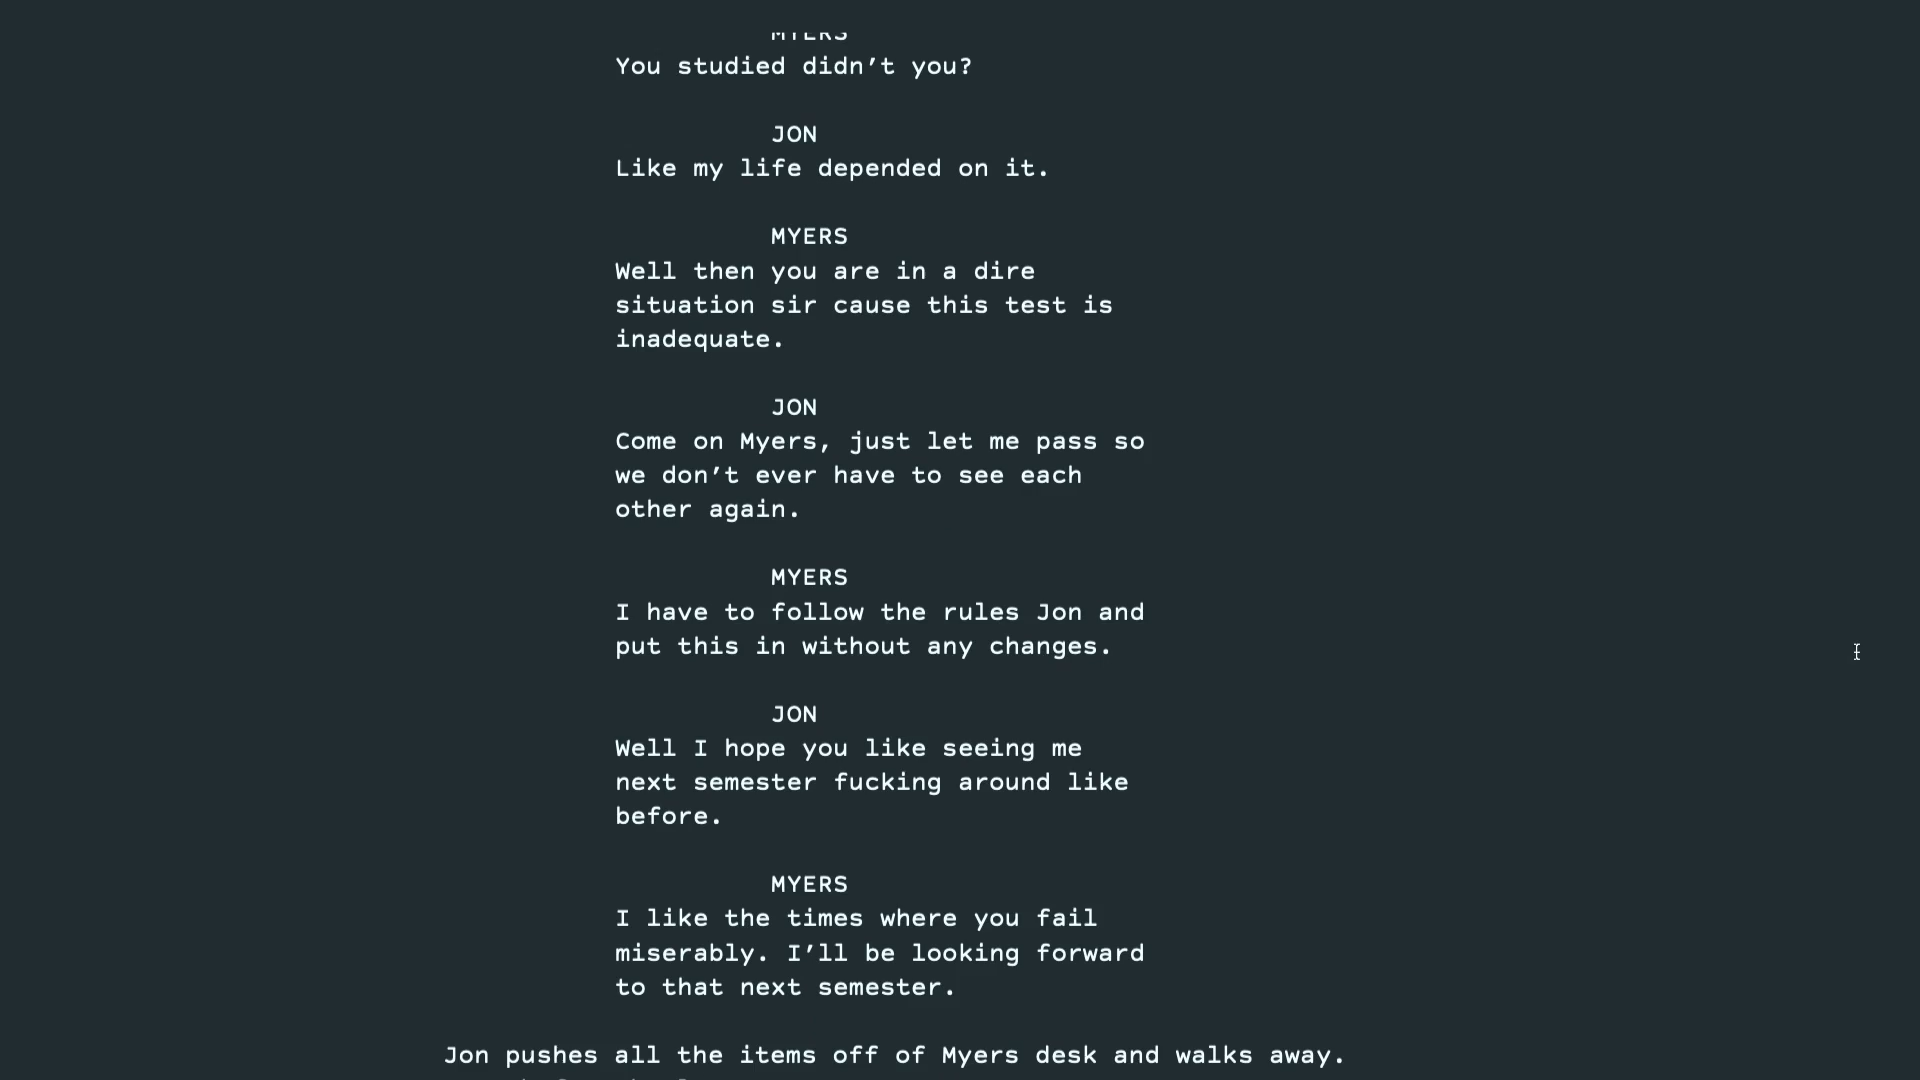 MYERS
You studied didn’t you?
JON
Like my life depended on it.
MYERS
Well then you are in a dire
situation sir cause this test is
inadequate.
JON
Come on Myers, just let me pass so
we don’t ever have to see each
other again.
MYERS
I have to follow the rules Jon and
put this in without any changes.
JON
Well I hope you like seeing me
next semester fucking around like
before.
MYERS
I like the times where you fail
miserably. I’ll be looking forward
to that next semester.
Jon pushes all the items off of Myers desk and walks away.